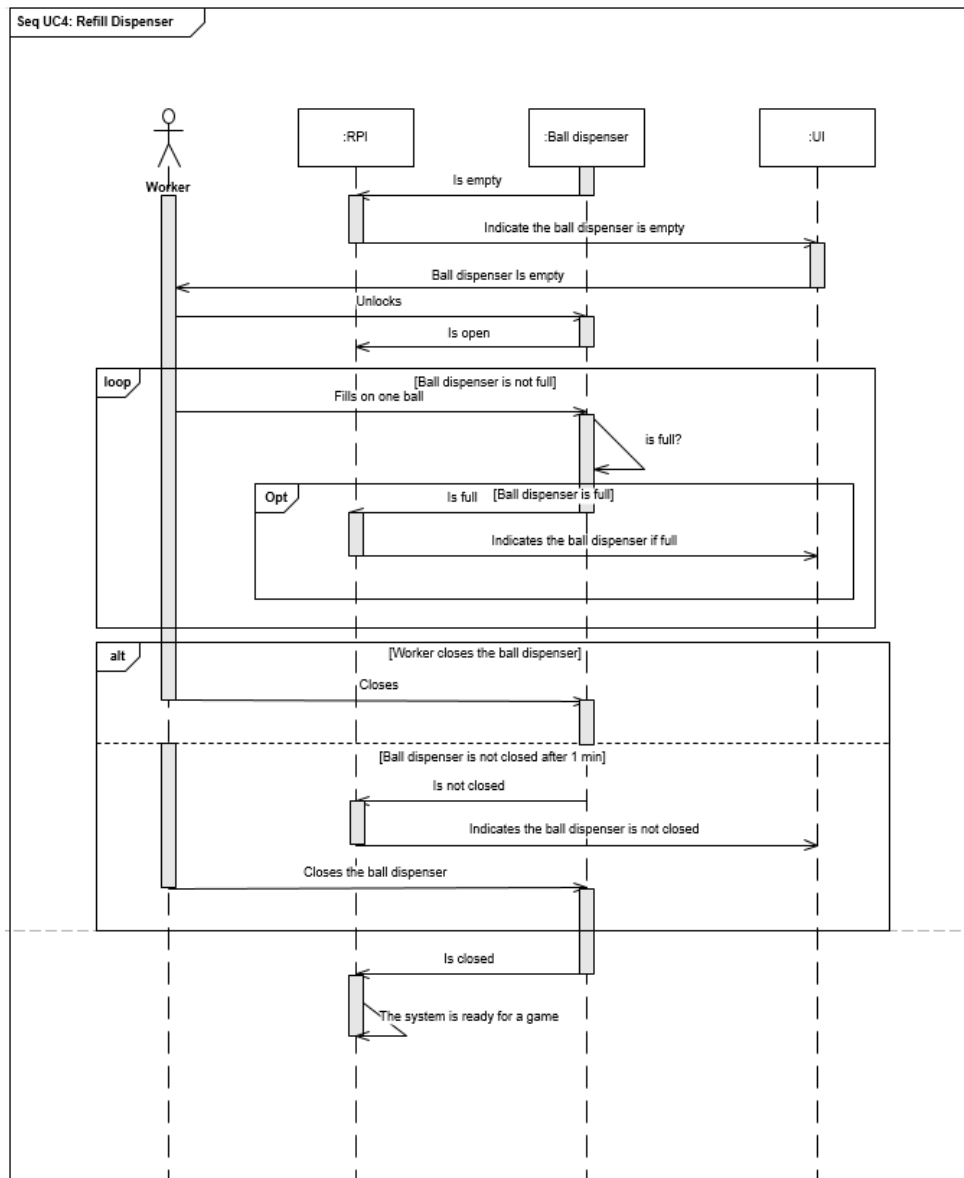 Seq UC4: Refill Dispenser
:RPI
:Ball dispenser
:UI
Worker
Is empty
Indicate the ball dispenser is empty
Ball dispenser Is empty
Unlocks
Is open
loop
[Ball dispenser is not full]
Fills on one ball
is full?
Opt
Is full
[Ball dispenser is full]
Indicates the ball dispenser if full
alt
[Worker closes the ball dispenser]
Closes
[Ball dispenser is not closed after 1 min]
Is not closed
Indicates the ball dispenser is not closed
Closes the ball dispenser
Is closed
The system is ready for a game